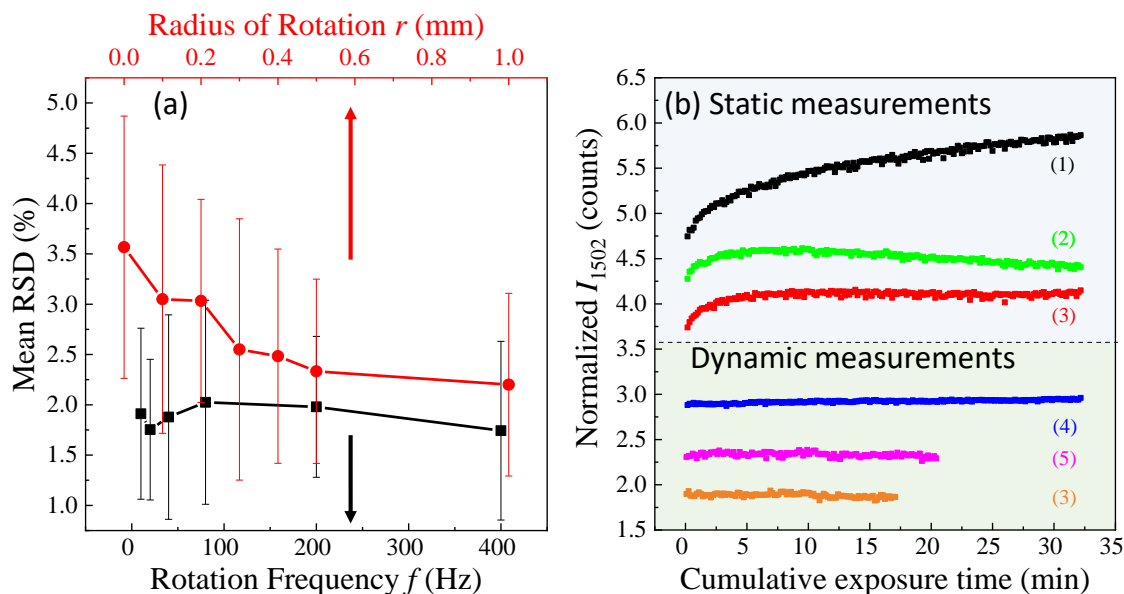 Radius of Rotation r (mm)
0.0 0.2 0.4 0.6 0.8 1.0
(a)
Mean RSD (%)
5.0
4.5
4.0
3.5
3.0
2.5
2.0
1.5
1.0
0 100 200 300 400
Rotation Frequency f (Hz)
(b) Static measurements
Normalized I1502 (counts)
6.5
6.0
5.5
5.0
4.5
4.0
3.5
3.0
2.5
2.0
1.5
(1)
(2)
(3)
Dynamic measurements
(4)
(5)
(3)
0 5 10 15 20 25 30 35
Cumulative exposure time (min)